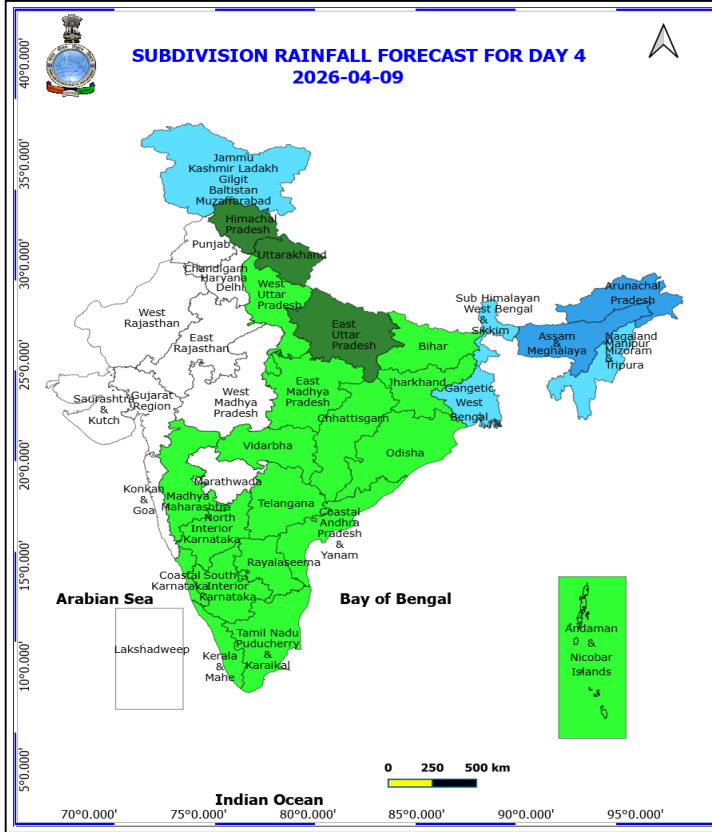 SUBDIVISION RAINFALL FORECAST FOR DAY 4
2026-04-09
40°0.000'
35°0.000'
30°0.000'
25°0.000'
20°0.000'
15°0.000'
10°0.000'
5°0.000'
Jammu
Kashmir Ladakh
Gilgit
Baltistan
Muzaffarabad
Himachal
Pradesh
Punjab
Uttarakhand
Chandigarh
Haryana
Delhi
West
Uttar
Pradesh
West
Rajasthan
East
Rajasthan
East
Uttar
Pradesh
Bihar
Sub Himalayan
West Bengal
&
Sikkim
Arunachal
Pradesh
Assam
&
Meghalaya
Nagaland
Manipur
Mizoram
&
Tripura
Saurashtra
&
Kutch
Gujarat
Region
West
Madhya
Pradesh
East
Madhya
Pradesh
Jharkhand
Gangetic
West
Bengal
Chhattisgarh
Odisha
Vidarbha
Marathwada
Konkan
&
Goa
Madhya
Maharashtra
North
Interior
Karnataka
Telangana
Coastal
Andhra
Pradesh
&
Yanam
Rayalaseema
Coastal
Karnataka
South
Interior
Karnataka
Arabian Sea
Bay of Bengal
Lakshadweep
Kerala
&
Mahe
Tamil Nadu
Puducherry
&
Karaikal
Andaman
&
Nicobar
Islands
0 250 500 km
Indian Ocean
70°0.000' 75°0.000' 80°0.000' 85°0.000' 90°0.000' 95°0.000'